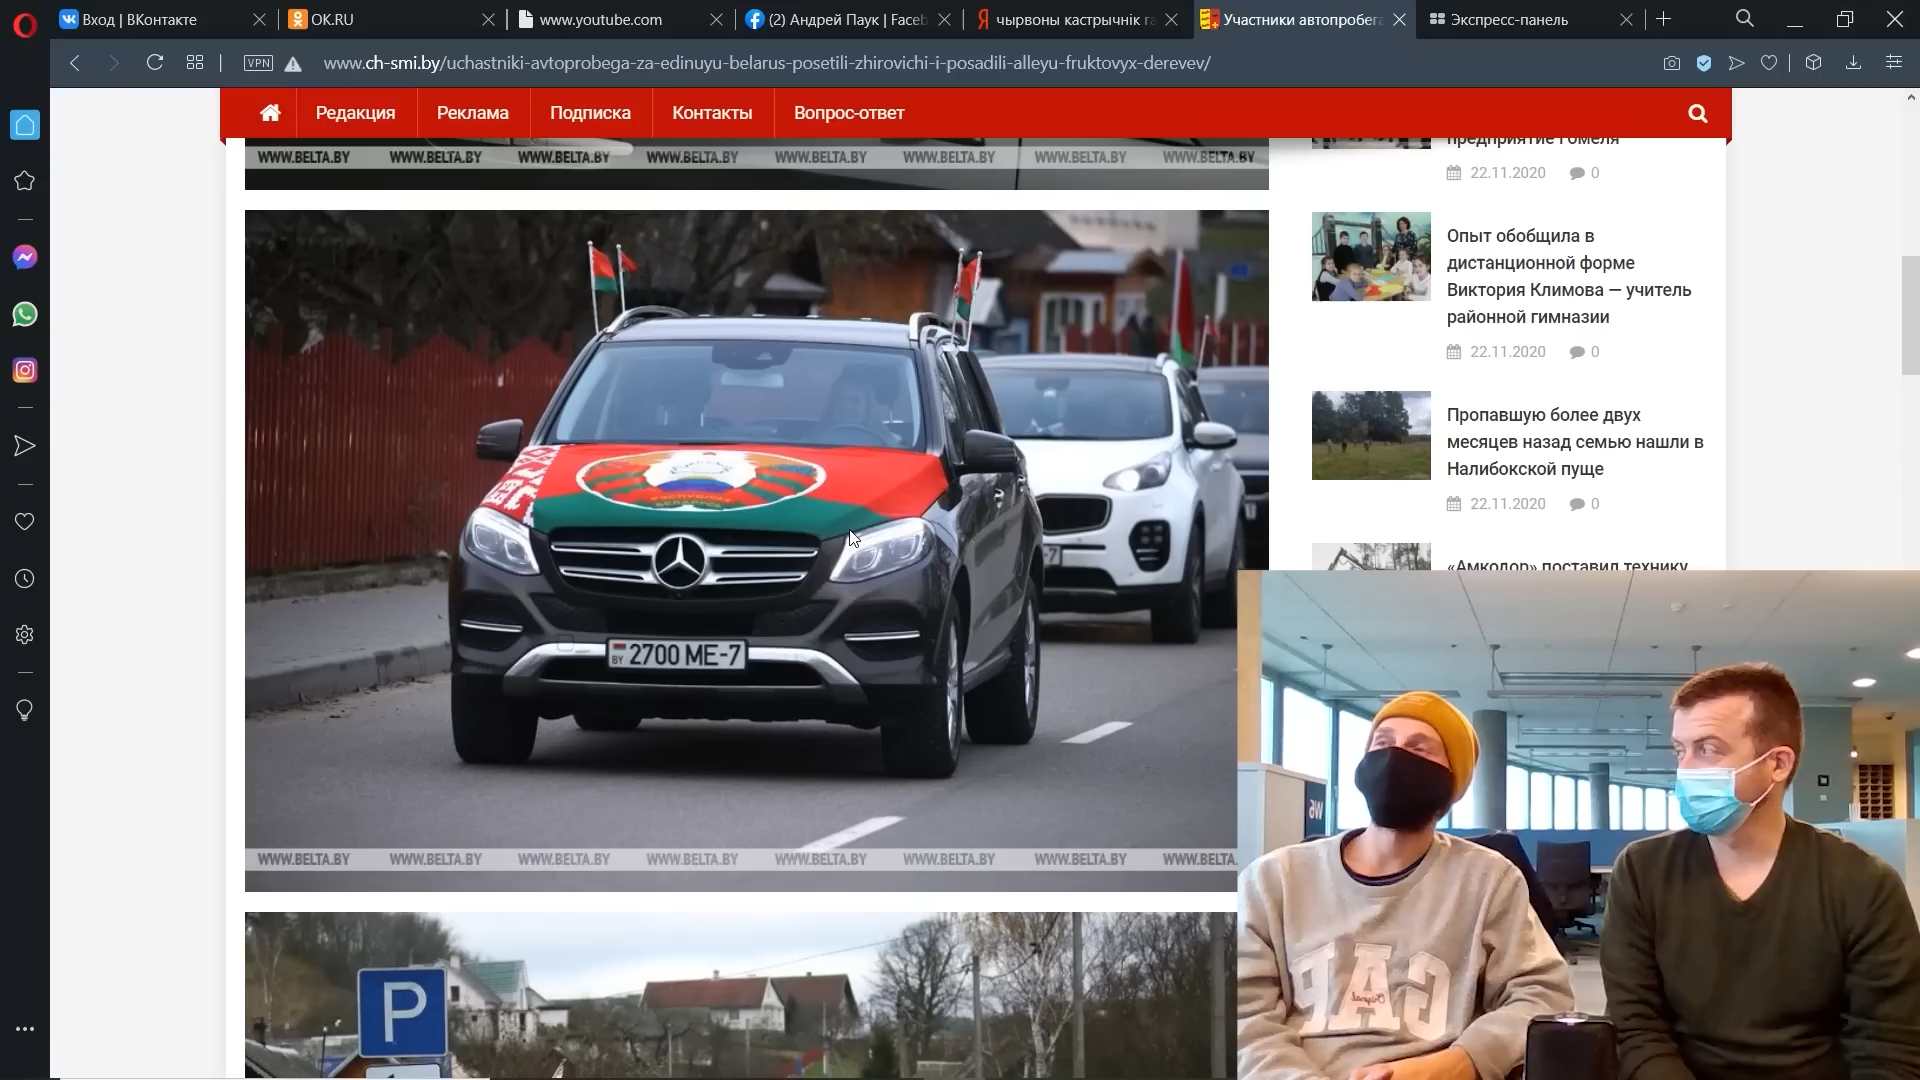 Вход | ВКонтакте
OK.RU
www.youtube.com
(2) Андрей Паук | Faceb
чырвоны кастрычнік га
Участники автопробега
Экспресс-панель
VPN
www.ch-smi.by/uchastniki-avtoprobega-za-edinuyu-belarus-posetili-zhirovichi-i-posadili-alleyu-fruktovyx-derevev/
Редакция
Реклама
Подписка
Контакты
Вопрос-ответ
WWW.BELTA.BY WWW.BELTA.BY WWW.BELTA.BY WWW.BELTA.BY WWW.BELTA.BY WWW.BELTA.BY WWW.BELTA.BY WWW.BELTA.BY
предприятие Гомеля
22.11.2020 0
Опыт обобщила в
дистанционной форме
Виктория Климова — учитель
районной гимназии
22.11.2020 0
Пропавшую более двух
месяцев назад семью нашли в
Налибокской пуще
22.11.2020 0
«Амкодор» поставил технику
BY 2700 ME-7
WWW.BELTA.BY WWW.BELTA.BY WWW.BELTA.BY WWW.BELTA.BY WWW.BELTA.BY WWW.BELTA.BY WWW.BELTA.BY WWW.BELTA.
P
GAP
Original
W6